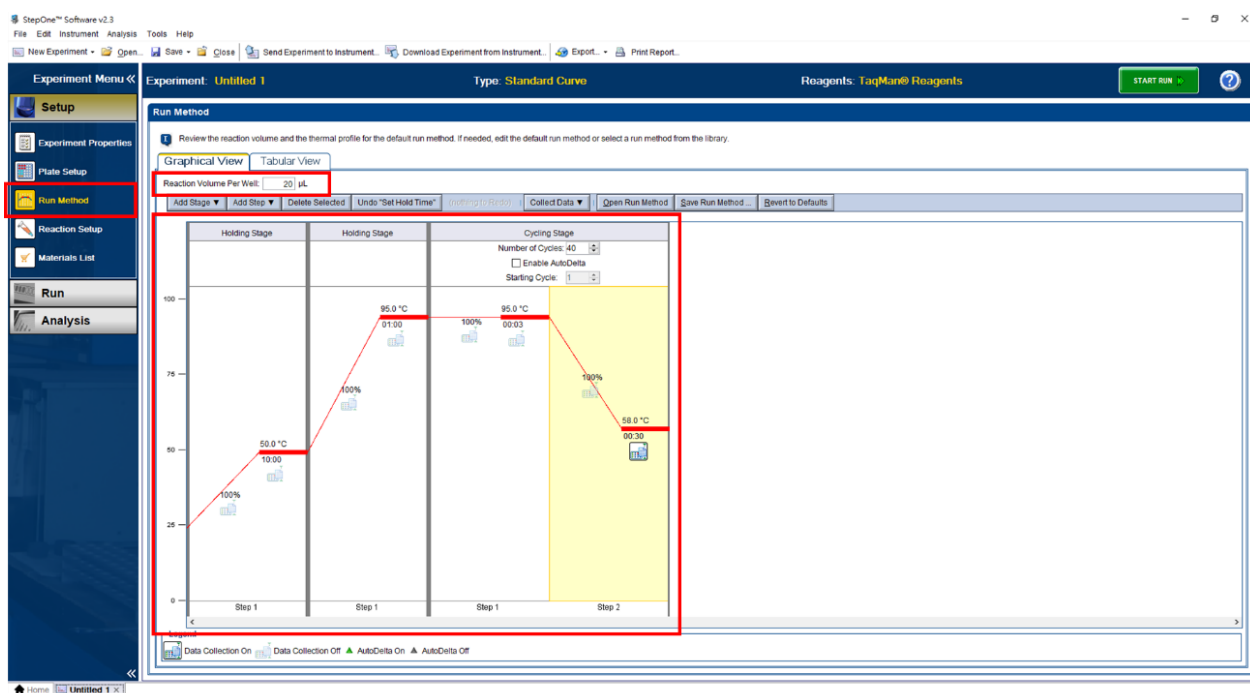 StepOne™ Software v2.3
File Edit Instrument Analysis Tools Help
New Experiment Open... Save Close Send Experiment to Instrument... Download Experiment from Instrument... Export... Print Report...
Experiment Menu «
Experiment: Untitled 1 Type: Standard Curve Reagents: TaqMan® Reagents START RUN
Setup
Experiment Properties
Plate Setup
Run Method
Reaction Setup
Materials List
Run
Analysis
Run Method
Review the reaction volume and the thermal profile for the default run method. If needed, edit the default run method or select a run method from the library.
Graphical View Tabular View
Reaction Volume Per Well: 20 µL
Add Stage ▼ Add Step ▼ Delete Selected Undo "Set Hold Time" (nothing to Redo) Collect Data ▼ Open Run Method Save Run Method ... Revert to Defaults
Holding Stage Holding Stage Cycling Stage
Number of Cycles: 40
Enable AutoDelta
Starting Cycle: 1
100
95.0 °C 95.0 °C
01:00 100% 00:03
75
100% 100%
58.0 °C
00:30
50
50.0 °C
10:00
100%
25
0
Step 1 Step 1 Step 1 Step 2
Legend
Data Collection On Data Collection Off ▲ AutoDelta On ▲ AutoDelta Off
«
Home Untitled 1 ×